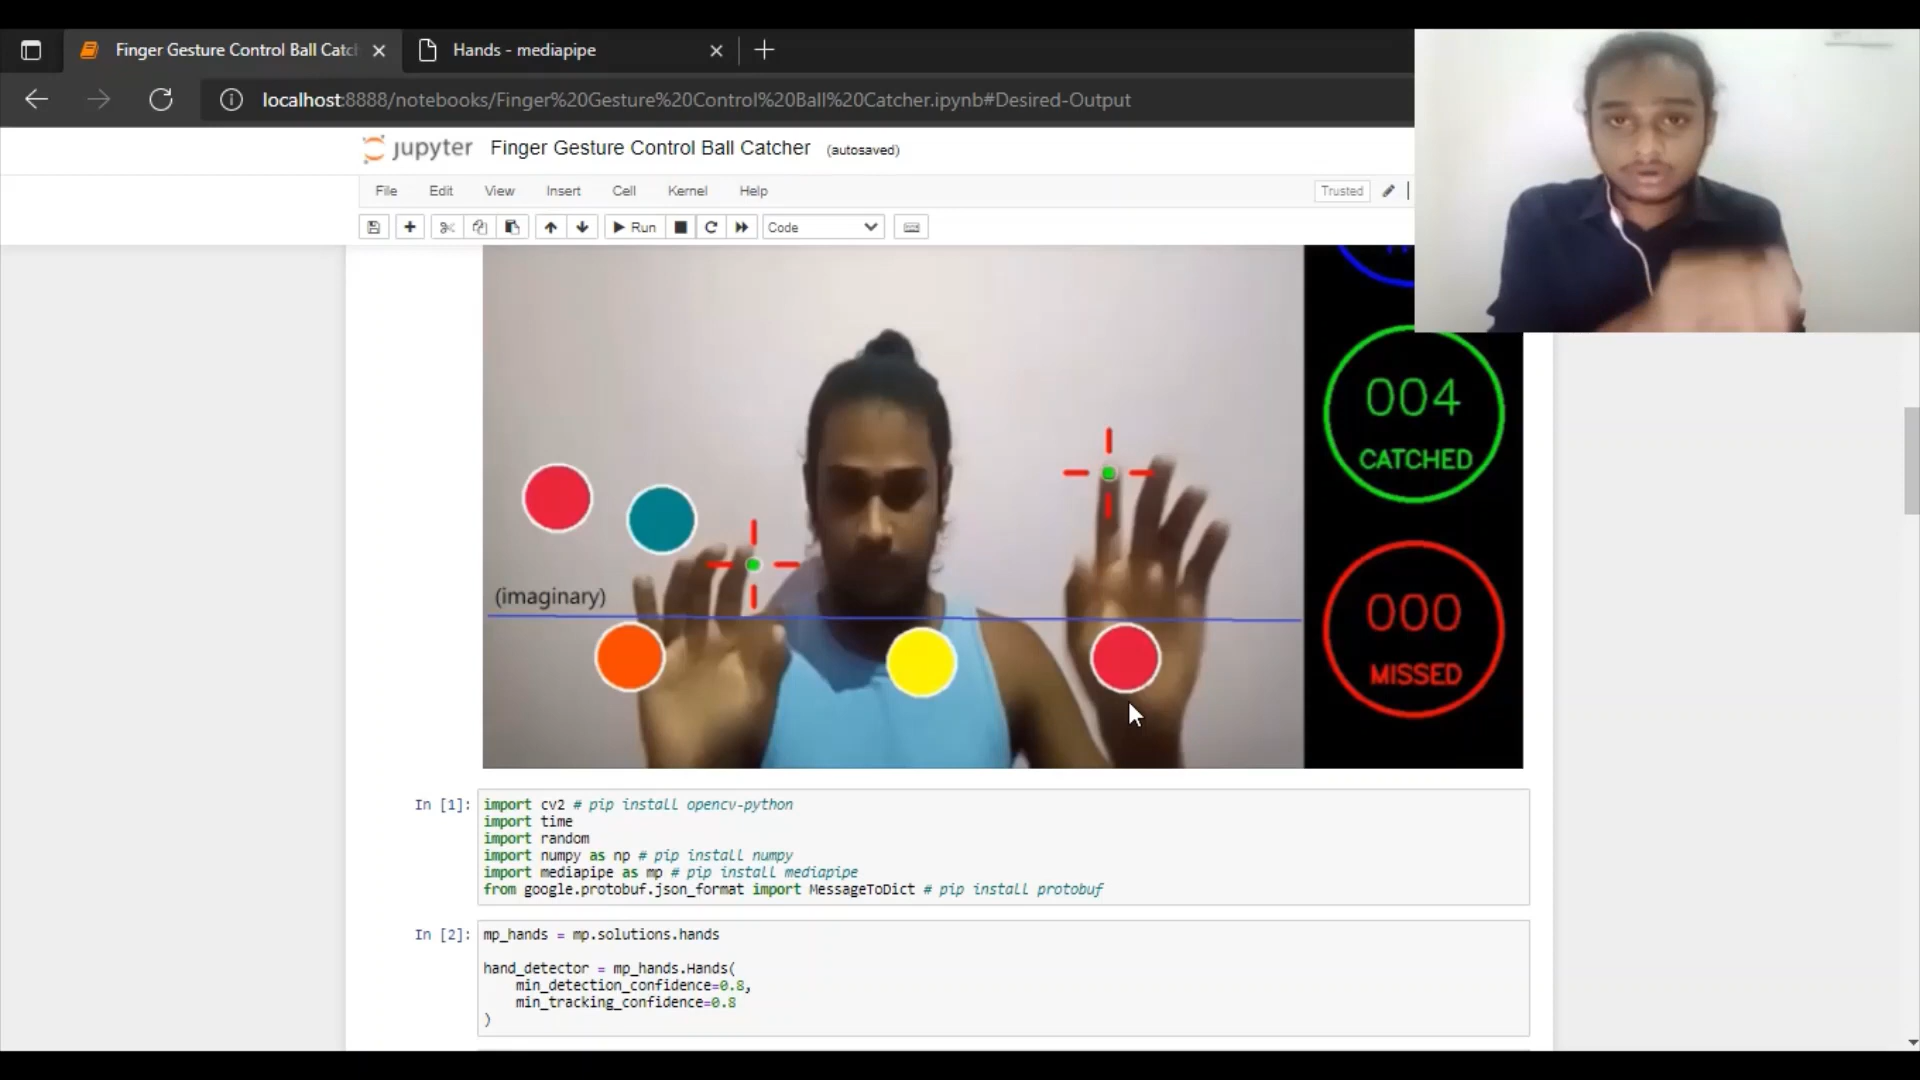 Finger Gesture Control Ball Catc
Hands - mediapipe
localhost:8888/notebooks/Finger%20Gesture%20Control%20Ball%20Catcher.ipynb#Desired-Output
jupyter Finger Gesture Control Ball Catcher (autosaved)
File Edit View Insert Cell Kernel Help
Trusted
Run
Code
004
CATCHED
(imaginary)
000
MISSED
In [1]:
import cv2 # pip install opencv-python
import time
import random
import numpy as np # pip install numpy
import mediapipe as mp # pip install mediapipe
from google.protobuf.json_format import MessageToDict # pip install protobuf
In [2]:
mp_hands = mp.solutions.hands
hand_detector = mp_hands.Hands(
min_detection_confidence=0.8,
min_tracking_confidence=0.8
)